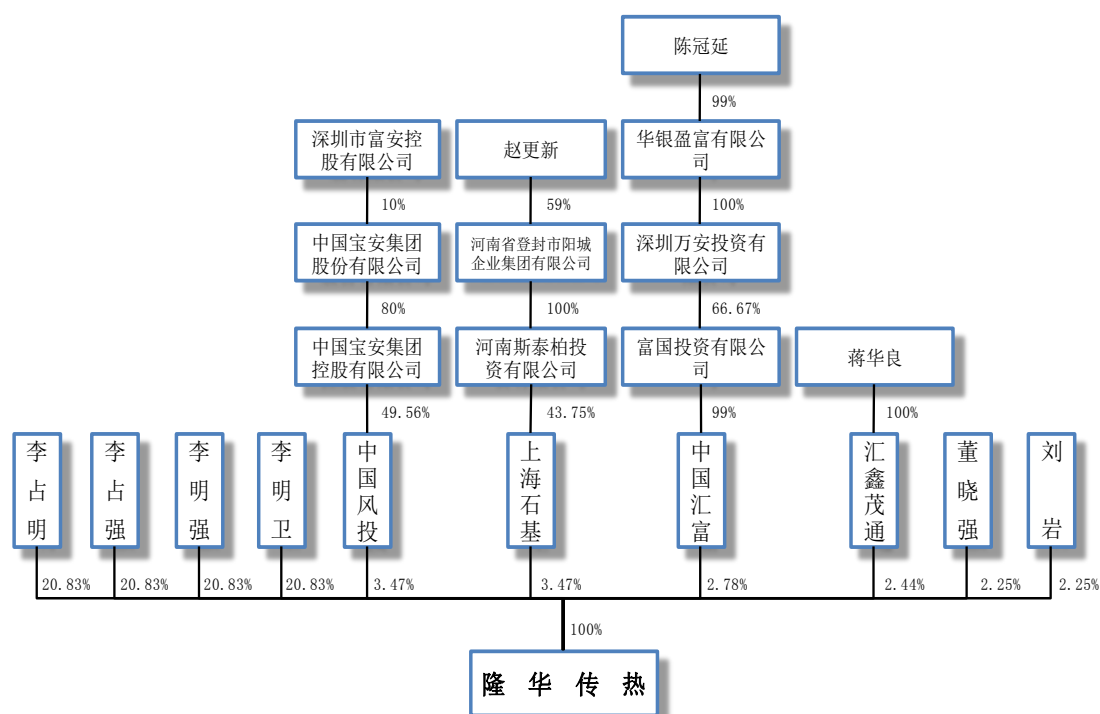 陈冠延
99%
深圳市富安控
股有限公司
赵更新
华银盈富有限公
司
10%
59%
100%
中国宝安集团
股份有限公司
河南省登封市阳城
企业集团有限公司
深圳万安投资有
限公司
80%
100%
66.67%
中国宝安集团
控股有限公司
河南斯泰柏投
资有限公司
富国投资有限公
司
蒋华良
49.56%
43.75%
99%
100%
李占明
李占强
李明强
李明卫
中国风投
上海石基
中国汇富
汇鑫茂通
董晓强
刘岩
20.83%
20.83%
20.83%
20.83%
3.47%
3.47%
2.78%
2.44%
2.25%
2.25%
100%
隆 华 传 热